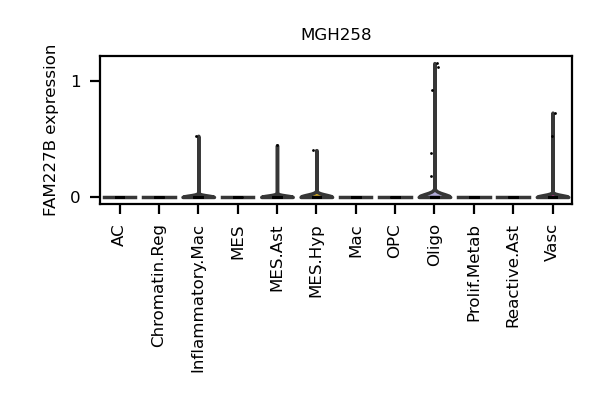 MGH258
FAM227B expression
1
0
AC
Chromatin.Reg
Inflammatory.Mac
MES
MES.Ast
MES.Hyp
Mac
OPC
Oligo
Prolif.Metab
Reactive.Ast
Vasc